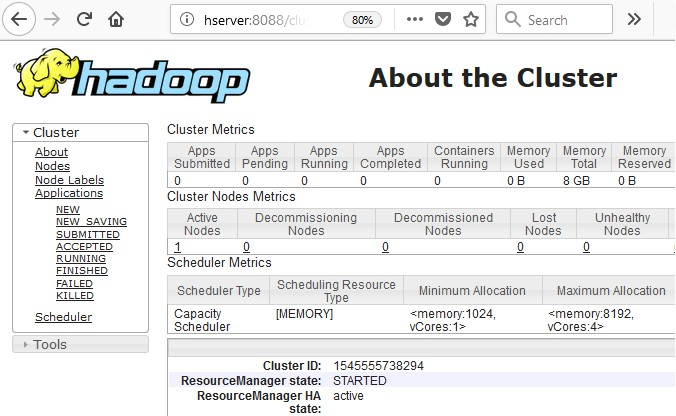 hserver:8088/clu 80% Search
hadoop
About the Cluster
Cluster
About
Nodes
Node Labels
Applications
NEW
NEW_SAVING
SUBMITTED
ACCEPTED
RUNNING
FINISHED
FAILED
KILLED
Scheduler
Tools
Cluster Metrics
Apps Submitted Apps Pending Apps Running Apps Completed Containers Running Memory Used Memory Total Memory Reserved
0 0 0 0 0 0 B 8 GB 0 B
Cluster Nodes Metrics
Active Nodes Decommissioning Nodes Decommissioned Nodes Lost Nodes Unhealthy Nodes
1 0 0 0 0
Scheduler Metrics
Scheduler Type Scheduling Resource Type Minimum Allocation Maximum Allocation
Capacity Scheduler [MEMORY] <memory:1024, vCores:1> <memory:8192, vCores:4>
Cluster ID: 1545555738294
ResourceManager state: STARTED
ResourceManager HA state: active